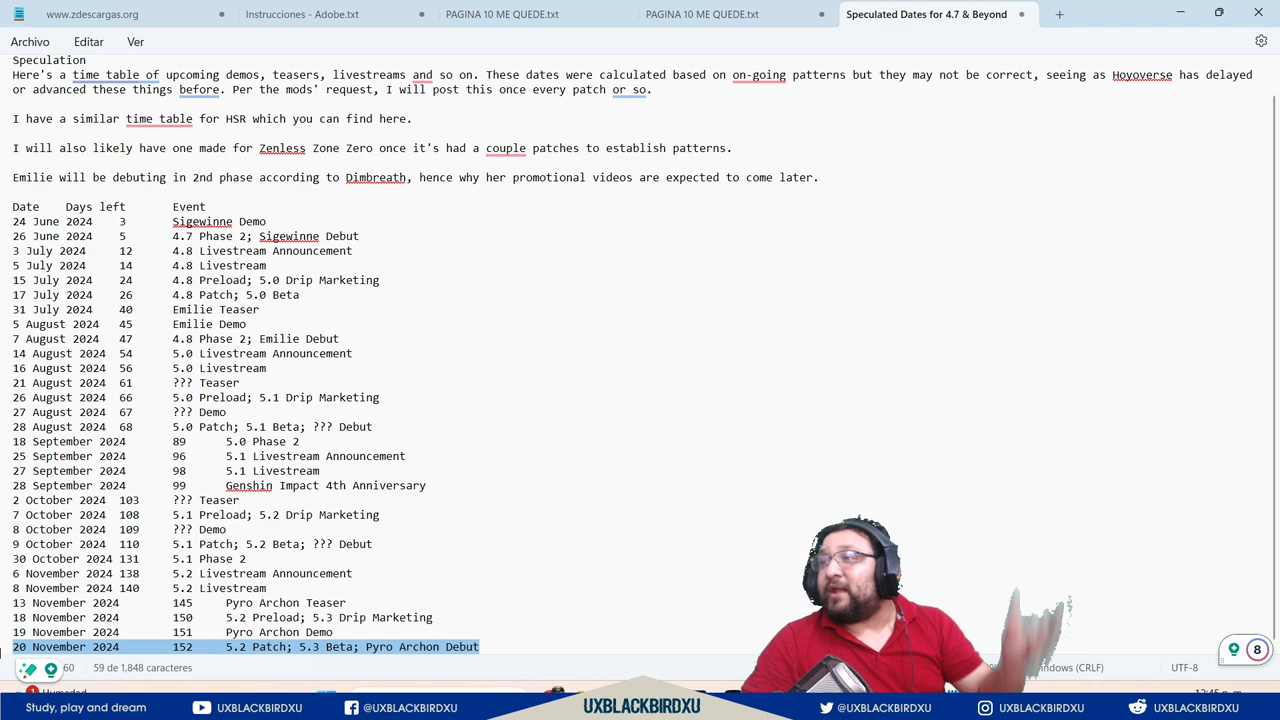 www.zdescargas.org
Instrucciones - Adobe.txt
PAGINA 10 ME QUEDE.txt
PAGINA 10 ME QUEDE.txt
Speculated Dates for 4.7 & Beyond
Archivo Editar Ver
Speculation
Here's a time table of upcoming demos, teasers, livestreams and so on. These dates were calculated based on on-going patterns but they may not be correct, seeing as Hoyoverse has delayed
or advanced these things before. Per the mods' request, I will post this once every patch or so.
I have a similar time table for HSR which you can find here.
I will also likely have one made for Zenless Zone Zero once it's had a couple patches to establish patterns.
Emilie will be debuting in 2nd phase according to Dimbreath, hence why her promotional videos are expected to come later.
Date Days left Event
24 June 2024 3 Sigewinne Demo
26 June 2024 5 4.7 Phase 2; Sigewinne Debut
3 July 2024 12 4.8 Livestream Announcement
5 July 2024 14 4.8 Livestream
15 July 2024 24 4.8 Preload; 5.0 Drip Marketing
17 July 2024 26 4.8 Patch; 5.0 Beta
31 July 2024 40 Emilie Teaser
5 August 2024 45 Emilie Demo
7 August 2024 47 4.8 Phase 2; Emilie Debut
14 August 2024 54 5.0 Livestream Announcement
16 August 2024 56 5.0 Livestream
21 August 2024 61 ??? Teaser
26 August 2024 66 5.0 Preload; 5.1 Drip Marketing
27 August 2024 67 ??? Demo
28 August 2024 68 5.0 Patch; 5.1 Beta; ??? Debut
18 September 2024 89 5.0 Phase 2
25 September 2024 96 5.1 Livestream Announcement
27 September 2024 98 5.1 Livestream
28 September 2024 99 Genshin Impact 4th Anniversary
2 October 2024 103 ??? Teaser
7 October 2024 108 5.1 Preload; 5.2 Drip Marketing
8 October 2024 109 ??? Demo
9 October 2024 110 5.1 Patch; 5.2 Beta; ??? Debut
30 October 2024 131 5.1 Phase 2
6 November 2024 138 5.2 Livestream Announcement
8 November 2024 140 5.2 Livestream
13 November 2024 145 Pyro Archon Teaser
18 November 2024 150 5.2 Preload; 5.3 Drip Marketing
19 November 2024 151 Pyro Archon Demo
20 November 2024 152 5.2 Patch; 5.3 Beta; Pyro Archon Debut
8
60 59 de 1,848 caracteres (CRLF) UTF-8
Study, play and dream UXBLACKBIRDXU @UXBLACKBIRDXU UXBLACKBIRDXU @UXBLACKBIRDXU UXBLACKBIRDXU UXBLACKBIRDXU